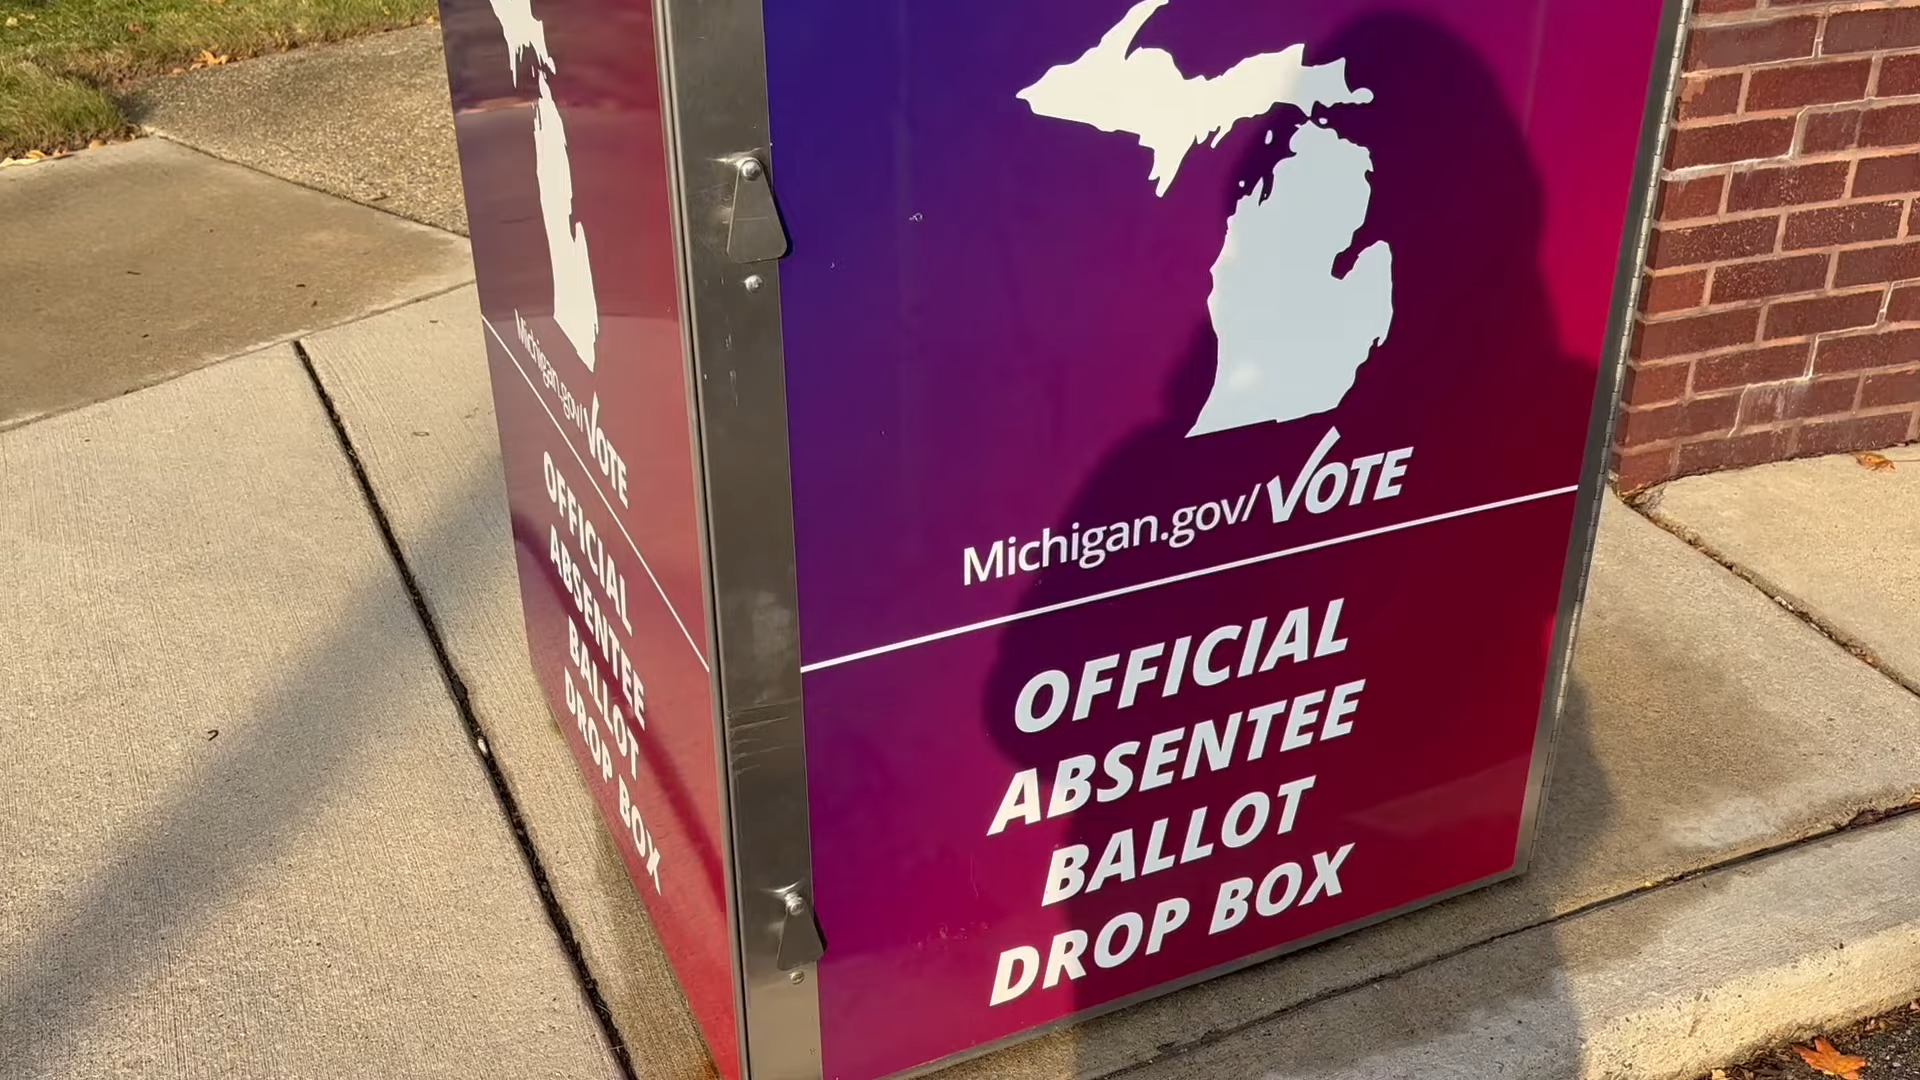 Michigan.gov/VOTE
OFFICIAL
ABSENTEE
BALLOT
DROP BOX
Michigan.gov/VOTE
OFFICIAL
ABSENTEE
BALLOT
DROP BOX